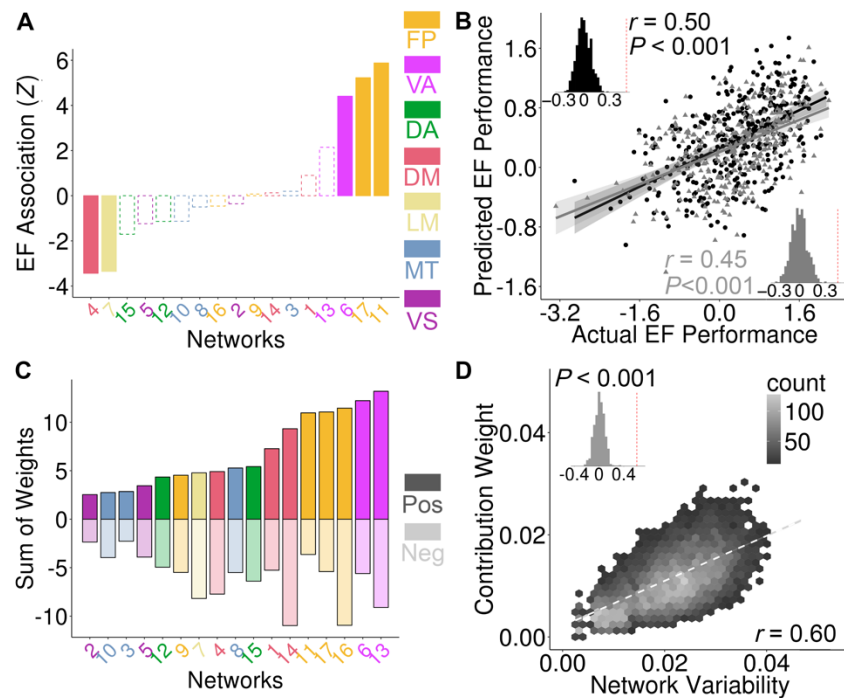 A
EF Association (Z)
6
4
2
0
-2
-4
4 7 15 5 12 10 8 16 2 9 14 3 1 13 6 17 11
Networks
FP
VA
DA
DM
LM
MT
VS
B
Predicted EF Performance
1.6
0.8
0.0
-0.8
-1.6
-0.3 0 0.3
r = 0.50
P < 0.001
r = 0.45
P<0.001
-0.3 0 0.3
-3.2 -1.6 0.0 1.6
Actual EF Performance
C
Sum of Weights
10
5
0
-5
-10
2 10 3 5 12 9 7 4 8 15 1 14 11 17 16 6 13
Networks
Pos
Neg
D
Contribution Weight
0.04
0.02
0.00
P < 0.001
-0.4 0 0.4
count
100
50
r = 0.60
0.00 0.02 0.04
Network Variability